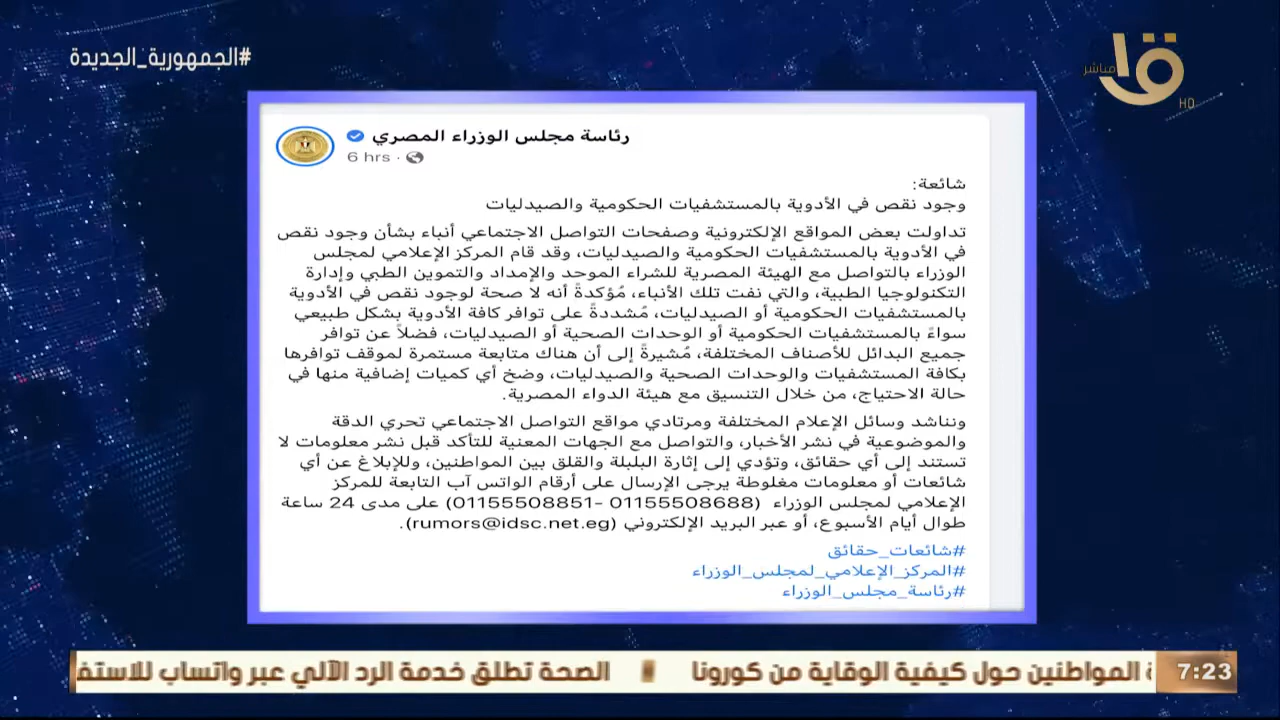 #الجمهورية_الجديدة
مباشر
HD
رئاسة مجلس الوزراء المصري
6 hrs ·
شائعة:
وجود نقص في الأدوية بالمستشفيات الحكومية والصيدليات
تداولت بعض المواقع الإلكترونية وصفحات التواصل الاجتماعي أنباء بشأن وجود نقص
في الأدوية بالمستشفيات الحكومية والصيدليات، وقد قام المركز الإعلامي لمجلس
الوزراء بالتواصل مع الهيئة المصرية للشراء الموحد والإمداد والتموين الطبي وإدارة
التكنولوجيا الطبية، والتي نفت تلك الأنباء، مُؤكدةً أنه لا صحة لوجود نقص في الأدوية
بالمستشفيات الحكومية أو الصيدليات، مُشددةً على توافر كافة الأدوية بشكل طبيعي
سواءً بالمستشفيات الحكومية أو الوحدات الصحية أو الصيدليات، فضلاً عن توافر
جميع البدائل للأصناف المختلفة، مُشيرةً إلى أن هناك متابعة مستمرة لموقف توافرها
بكافة المستشفيات والوحدات الصحية والصيدليات، وضخ أي كميات إضافية منها في
حالة الاحتياج، من خلال التنسيق مع هيئة الدواء المصرية.
ونناشد وسائل الإعلام المختلفة ومرتادي مواقع التواصل الاجتماعي تحري الدقة
والموضوعية في نشر الأخبار، والتواصل مع الجهات المعنية للتأكد قبل نشر معلومات لا
تستند إلى أي حقائق، وتؤدي إلى إثارة البلبلة والقلق بين المواطنين، وللإبلاغ عن أي
شائعات أو معلومات مغلوطة يرجى الإرسال على أرقام الواتس آب التابعة للمركز
الإعلامي لمجلس الوزراء (01155508688 -01155508851) على مدى 24 ساعة
طوال أيام الأسبوع، أو عبر البريد الإلكتروني (rumors@idsc.net.eg).
#شائعات_حقائق
#المركز_الإعلامي_لمجلس_الوزراء
#رئاسة_مجلس_الوزراء
7:23 المواطنين حول كيفية الوقاية من كورونا الصحة تطلق خدمة الرد الآلي عبر واتساب